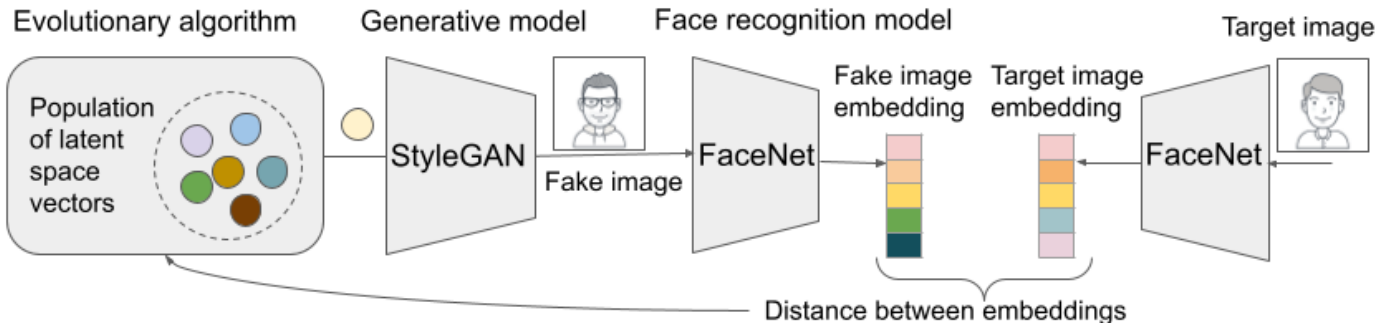 Evolutionary algorithm
Generative model
Face recognition model
Target image
Population
of latent
space
vectors
StyleGAN
Fake image
FaceNet
Fake image
embedding
Target image
embedding
FaceNet
Distance between embeddings